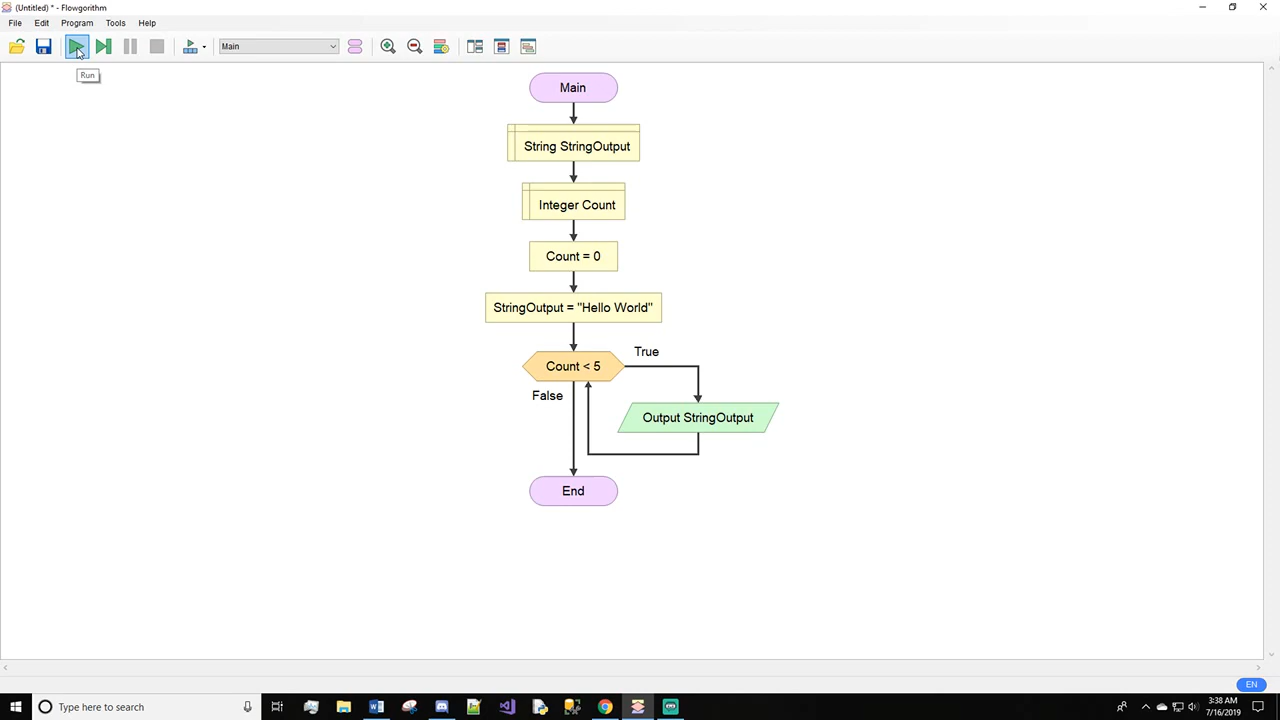 (Untitled) * - Flowgorithm
File Edit Program Tools Help
Main
Run
Main
String StringOutput
Integer Count
Count = 0
StringOutput = "Hello World"
Count < 5
True
False
Output StringOutput
End
EN
Type here to search
3:38 AM
7/16/2019